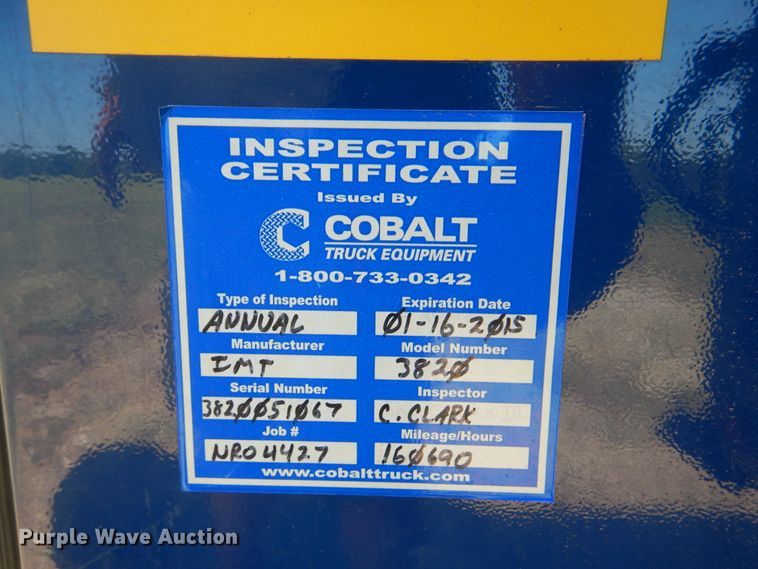 INSPECTION
CERTIFICATE
Issued By
C COBALT
TRUCK EQUIPMENT
1-800-733-0342
Type of Inspection Expiration Date
ANNUAL 01-16-2015
Manufacturer Model Number
IMT 3820
Serial Number Inspector
3820051067 C. CLARK
Job # Mileage/Hours
NRO4427 160690
www.cobalttruck.com
Purple Wave Auction